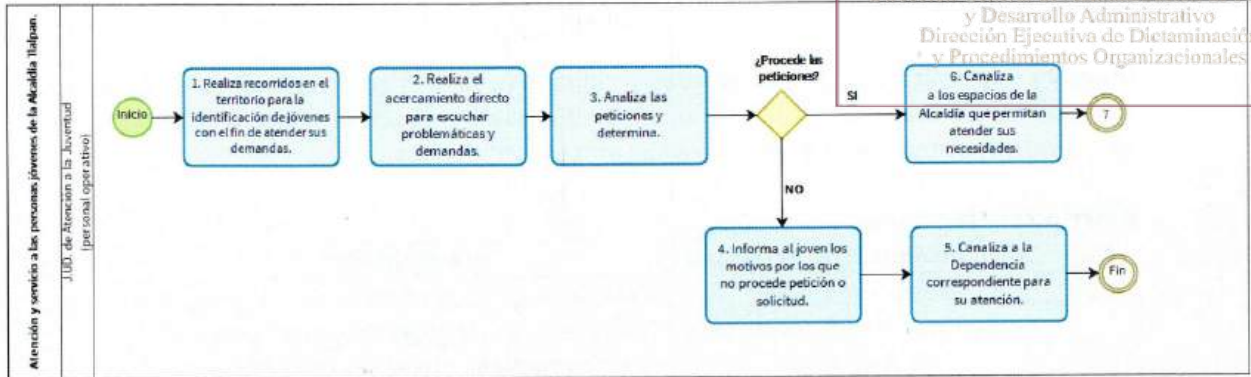 Atención y servicio a las personas jóvenes de la Alcaldía Tlalpan.
J.U.D. de Atención a la Juventud
(personal operativo)
y Desarrollo Administrativo
Dirección Ejecutiva de Dictaminació
y Procedimientos Organizacionales
Inicio
1. Realiza recorridos en el
territorio para la
identificación de jóvenes
con el fin de atender sus
demandas.
2. Realiza el
acercamiento directo
para escuchar
problemáticas y
demandas.
3. Analiza las
peticiones y
determina.
¿Procede las
peticiones?
SI
6. Canaliza
a los espacios de la
Alcaldía que permitan
atender sus
necesidades.
7
NO
4. Informa al joven los
motivos por los que
no procede petición o
solicitud.
5. Canaliza a la
Dependencia
correspondiente para
su atención.
Fin